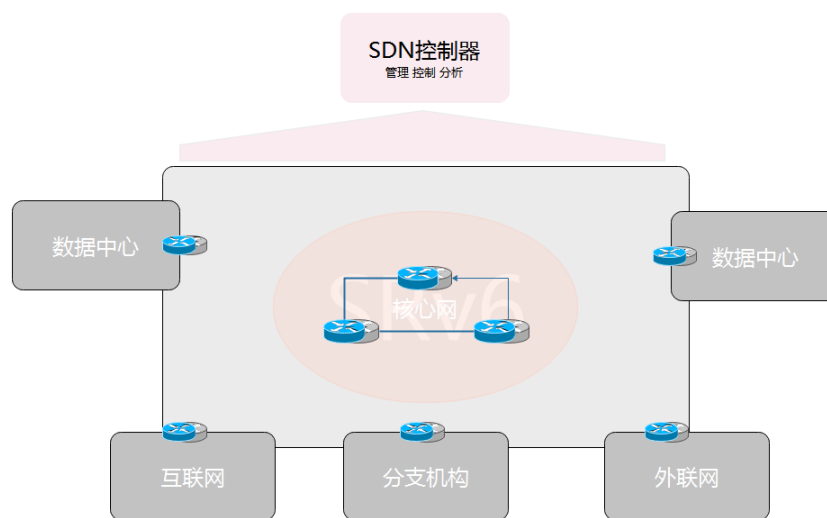 SDN控制器
管理 控制 分析
数据中心
数据中心
SRv6
核心网
互联网
分支机构
外联网